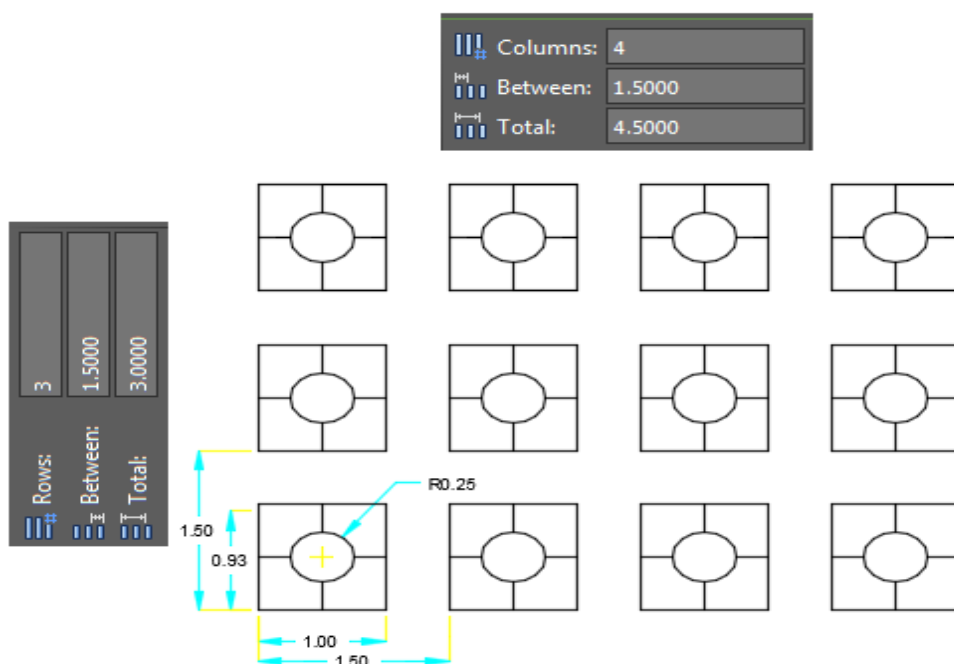 Columns: 4
Between: 1.5000
Total: 4.5000
Rows: 3
Between: 1.5000
Total: 3.0000
R0.25
1.50
0.93
1.00
1.50